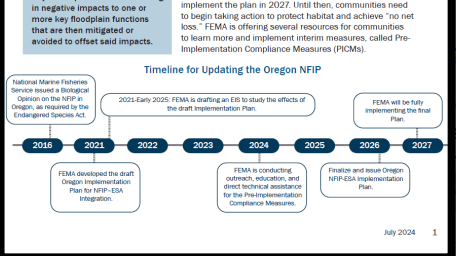 in negative impacts to one or
more key floodplain functions
that are then mitigated or
avoided to offset said impacts.
implement the plan in 2027. Until then, communities need
to begin taking action to protect habitat and achieve "no net
loss." FEMA is offering several resources for communities
to learn more and implement interim measures, called Pre-
Implementation Compliance Measures (PICMs).
Timeline for Updating the Oregon NFIP
National Marine Fisheries
Service issued a Biological
Opinion on the NFIP in
Oregon, as required by the
Endangered Species Act.
2021-Early 2025: FEMA is drafting an EIS to study the effects of
the draft Implementation Plan.
FEMA will be fully
implementing the final
Plan.
2016
2021
2022
2023
2024
2025
2026
2027
FEMA developed the draft
Oregon Implementation
Plan for NFIP-ESA
Integration.
FEMA is conducting
outreach, education, and
direct technical assistance
for the Pre-Implementation
Compliance Measures.
Finalize and issue Oregon
NFIP-ESA Implementation
Plan.
July 2024 1